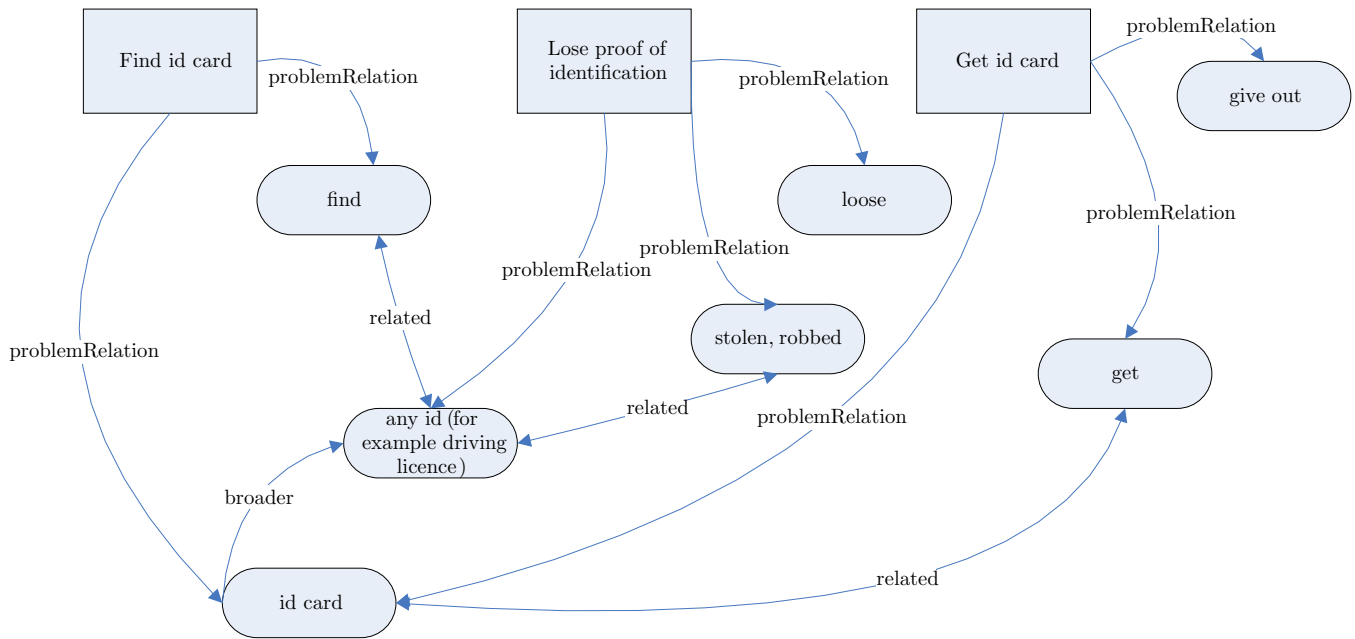 Find id card
Lose proof of
identification
Get id card
problemRelation
problemRelation
problemRelation
give out
find
loose
problemRelation
problemRelation
problemRelation
related
stolen, robbed
problemRelation
get
related
problemRelation
any id (for
example driving
licence)
broader
related
id card